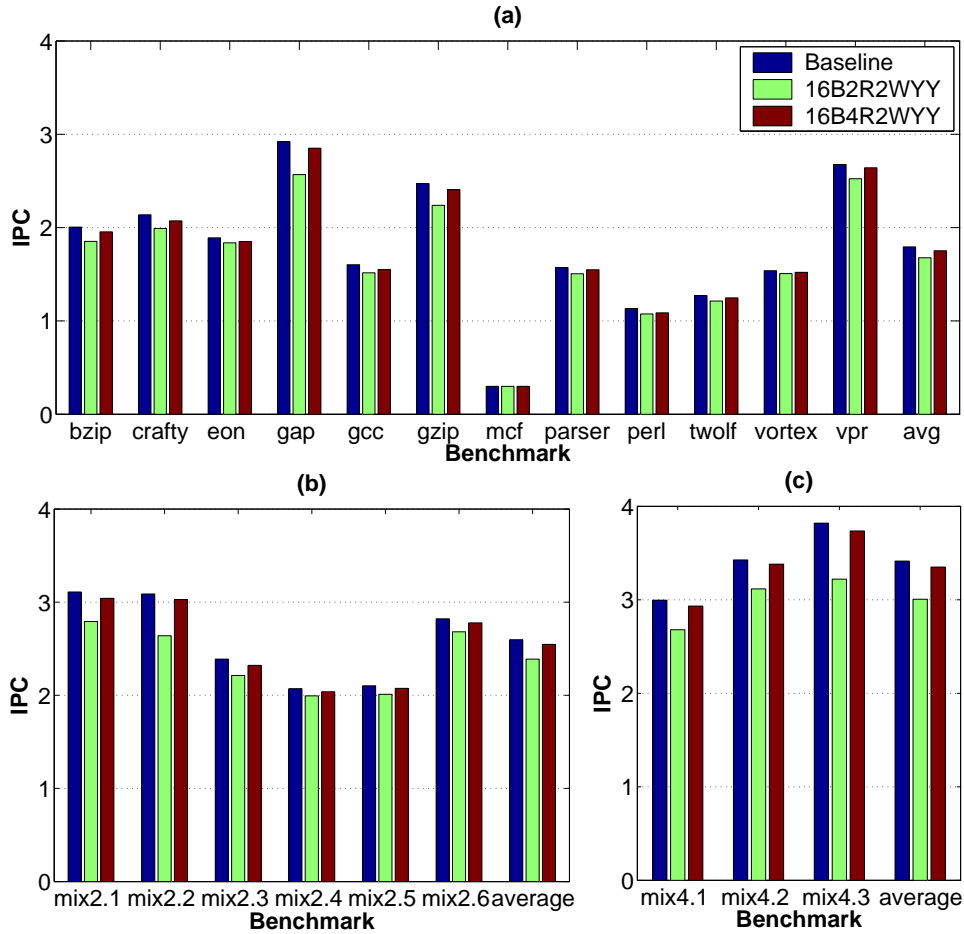 (a)
4
3
2
1
0
IPC
Baseline
16B2R2WYY
16B4R2WYY
bzip crafty eon gap gcc gzip mcf parser perl twolf vortex vpr avg
Benchmark
(b)
4
3
2
1
0
IPC
mix2.1 mix2.2 mix2.3 mix2.4 mix2.5 mix2.6 average
Benchmark
(c)
4
3
2
1
0
IPC
mix4.1 mix4.2 mix4.3 average
Benchmark